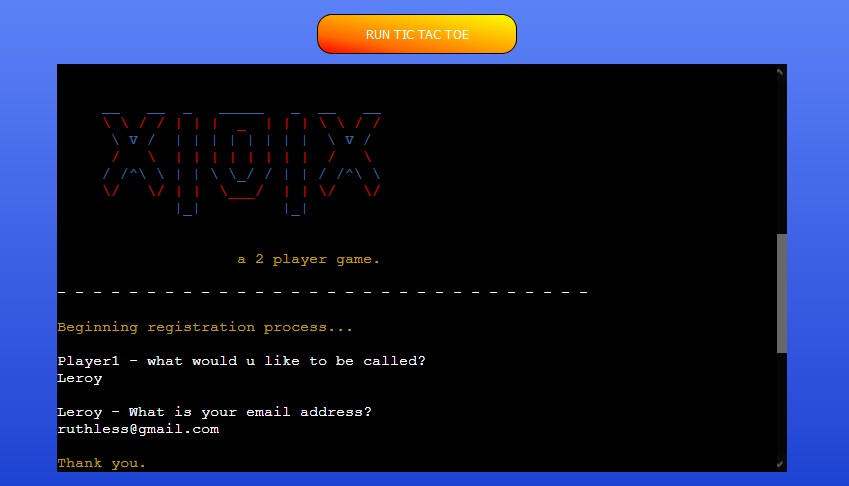 RUN TIC TAC TOE
X|O|X
a 2 player game.
- - - - - - - - - - - - - - - - - - - - - - - - - - - - - -
Beginning registration process...
Player1 - what would u like to be called?
Leroy
Leroy - What is your email address?
ruthless@gmail.com
Thank you.